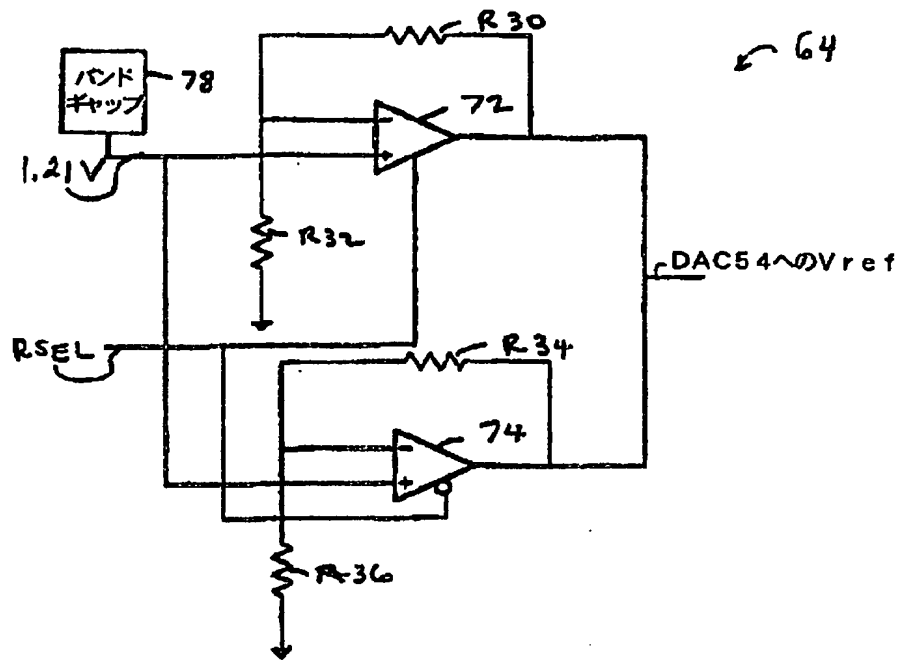 R30
64
バンド
ギャップ
78
72
-
+
1.21V
R32
DAC54へのVref
RSEL
R34
74
-
+
R36